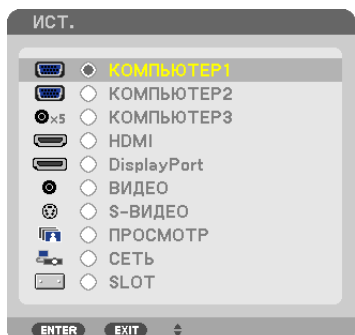 ИСТ.
КОМПЬЮТЕР1
КОМПЬЮТЕР2
×5 КОМПЬЮТЕР3
HDMI
DisplayPort
ВИДЕО
S-ВИДЕО
ПРОСМОТР
СЕТЬ
SLOT
ENTER EXIT